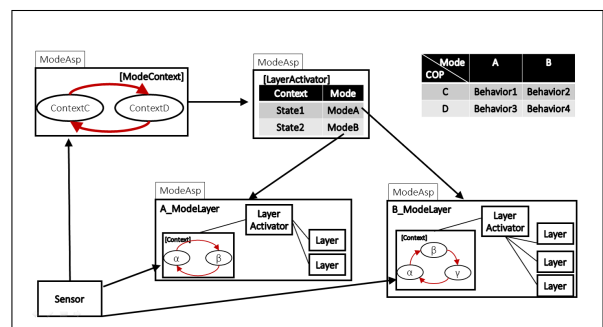 ModeAsp
[ModeContext]
ContextC
ContextD
ModeAsp
[LayerActivator]
Context Mode
State1 ModeA
State2 ModeB
Mode A B
COP
C Behavior1 Behavior2
D Behavior3 Behavior4
ModeAsp
A_ModeLayer
Layer
Activator
[Context]
α
β
Layer
Layer
ModeAsp
B_ModeLayer
Layer
Activator
[Context]
β
α
γ
Layer
Layer
Layer
Sensor